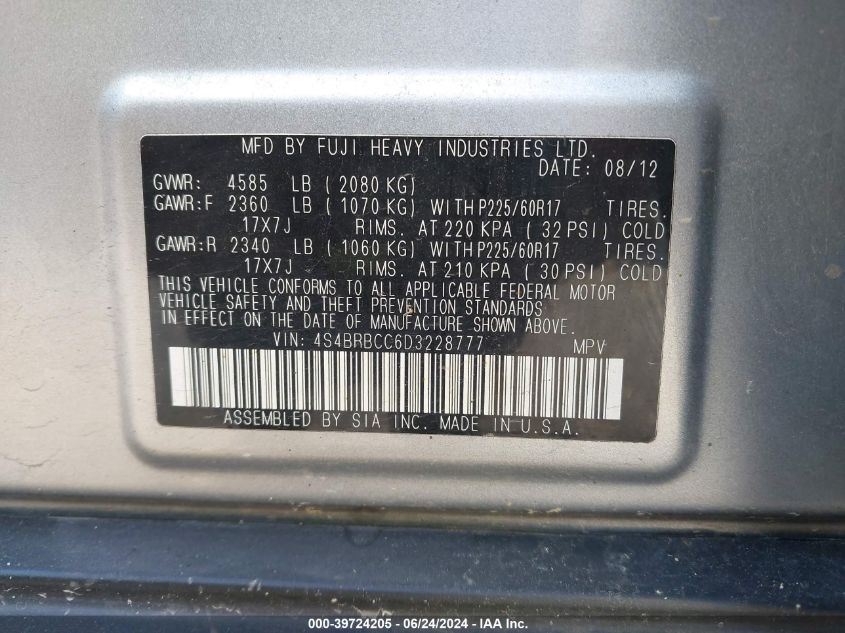 MFD BY FUJI HEAVY INDUSTRIES LTD.
DATE: 08/12
GVWR: 4585 LB ( 2080 KG)
GAWR:F 2360 LB ( 1070 KG) WITH P225/60R17 TIRES.
17X7J RIMS. AT 220 KPA ( 32 PSI) COLD
GAWR:R 2340 LB ( 1060 KG) WITH P225/60R17 TIRES.
17X7J RIMS. AT 210 KPA ( 30 PSI) COLD
THIS VEHICLE CONFORMS TO ALL APPLICABLE FEDERAL MOTOR
VEHICLE SAFETY AND THEFT PREVENTION STANDARDS
IN EFFECT ON THE DATE OF MANUFACTURE SHOWN ABOVE.
VIN: 4S4BRBCC6D3228777 MPV
ASSEMBLED BY SIA INC. MADE IN U.S.A.
000-39724205 - 06/24/2024 - IAAI.com